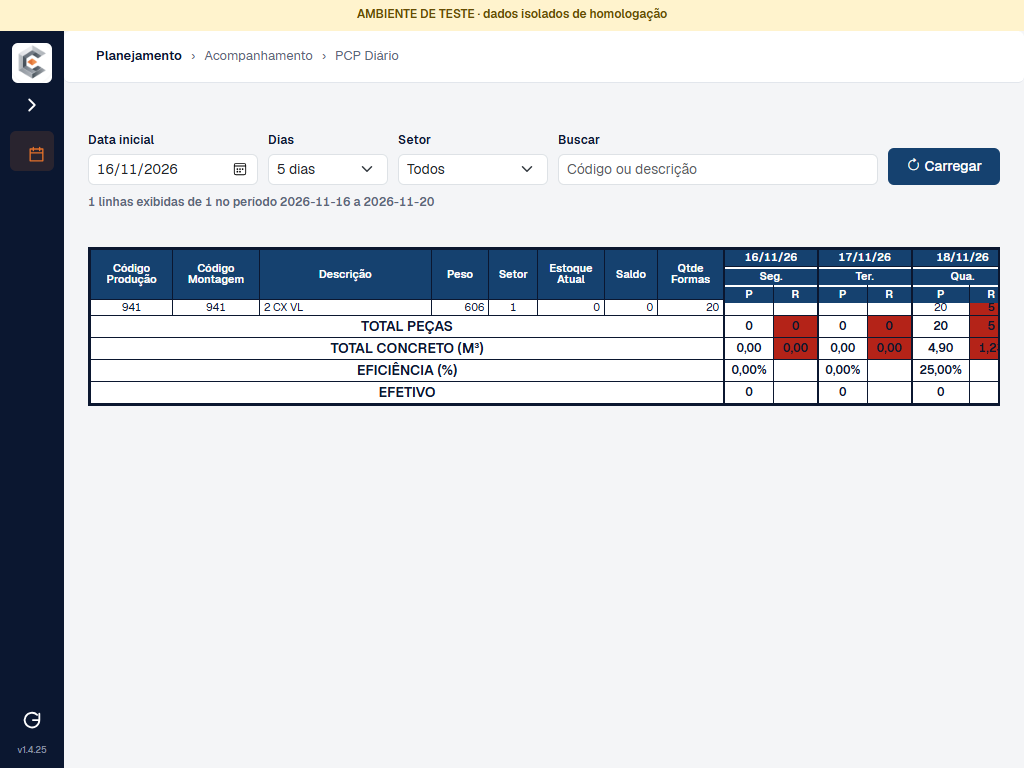 AMBIENTE DE TESTE · dados isolados de homologação
Planejamento › Acompanhamento › PCP Diário
Data inicial Dias Setor Buscar
16/11/2026 5 dias Todos Código ou descrição Carregar
1 linhas exibidas de 1 no período 2026-11-16 a 2026-11-20
Código Produção Código Montagem Descrição Peso Setor Estoque Atual Saldo Qtde Formas 16/11/26 17/11/26 18/11/26
Seg. Ter. Qua.
P R P R P R
941 941 2 CX VL 606 1 0 0 20 20 5
TOTAL PEÇAS 0 0 0 0 20 5
TOTAL CONCRETO (M³) 0,00 0,00 0,00 0,00 4,90
EFICIÊNCIA (%) 0,00% 0,00% 25,00%
EFETIVO 0 0 0
v1.4.25